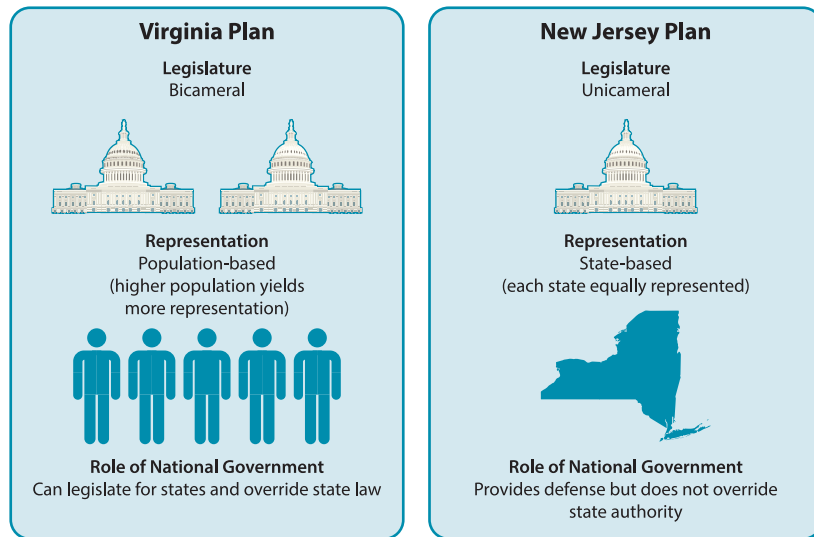 Virginia Plan
Legislature
Bicameral
Representation
Population-based
(higher population yields
more representation)
Role of National Government
Can legislate for states and override state law
New Jersey Plan
Legislature
Unicameral
Representation
State-based
(each state equally represented)
Role of National Government
Provides defense but does not override
state authority